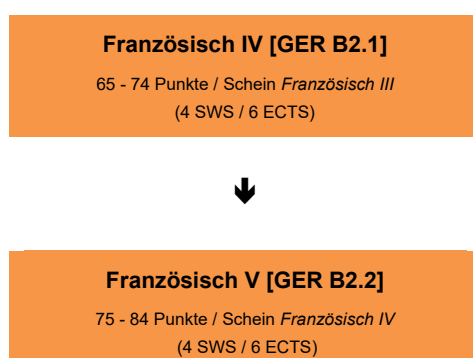 Französisch IV [GER B2.1]
65 - 74 Punkte / Schein Französisch III
(4 SWS / 6 ECTS)
Französisch V [GER B2.2]
75 - 84 Punkte / Schein Französisch IV
(4 SWS / 6 ECTS)